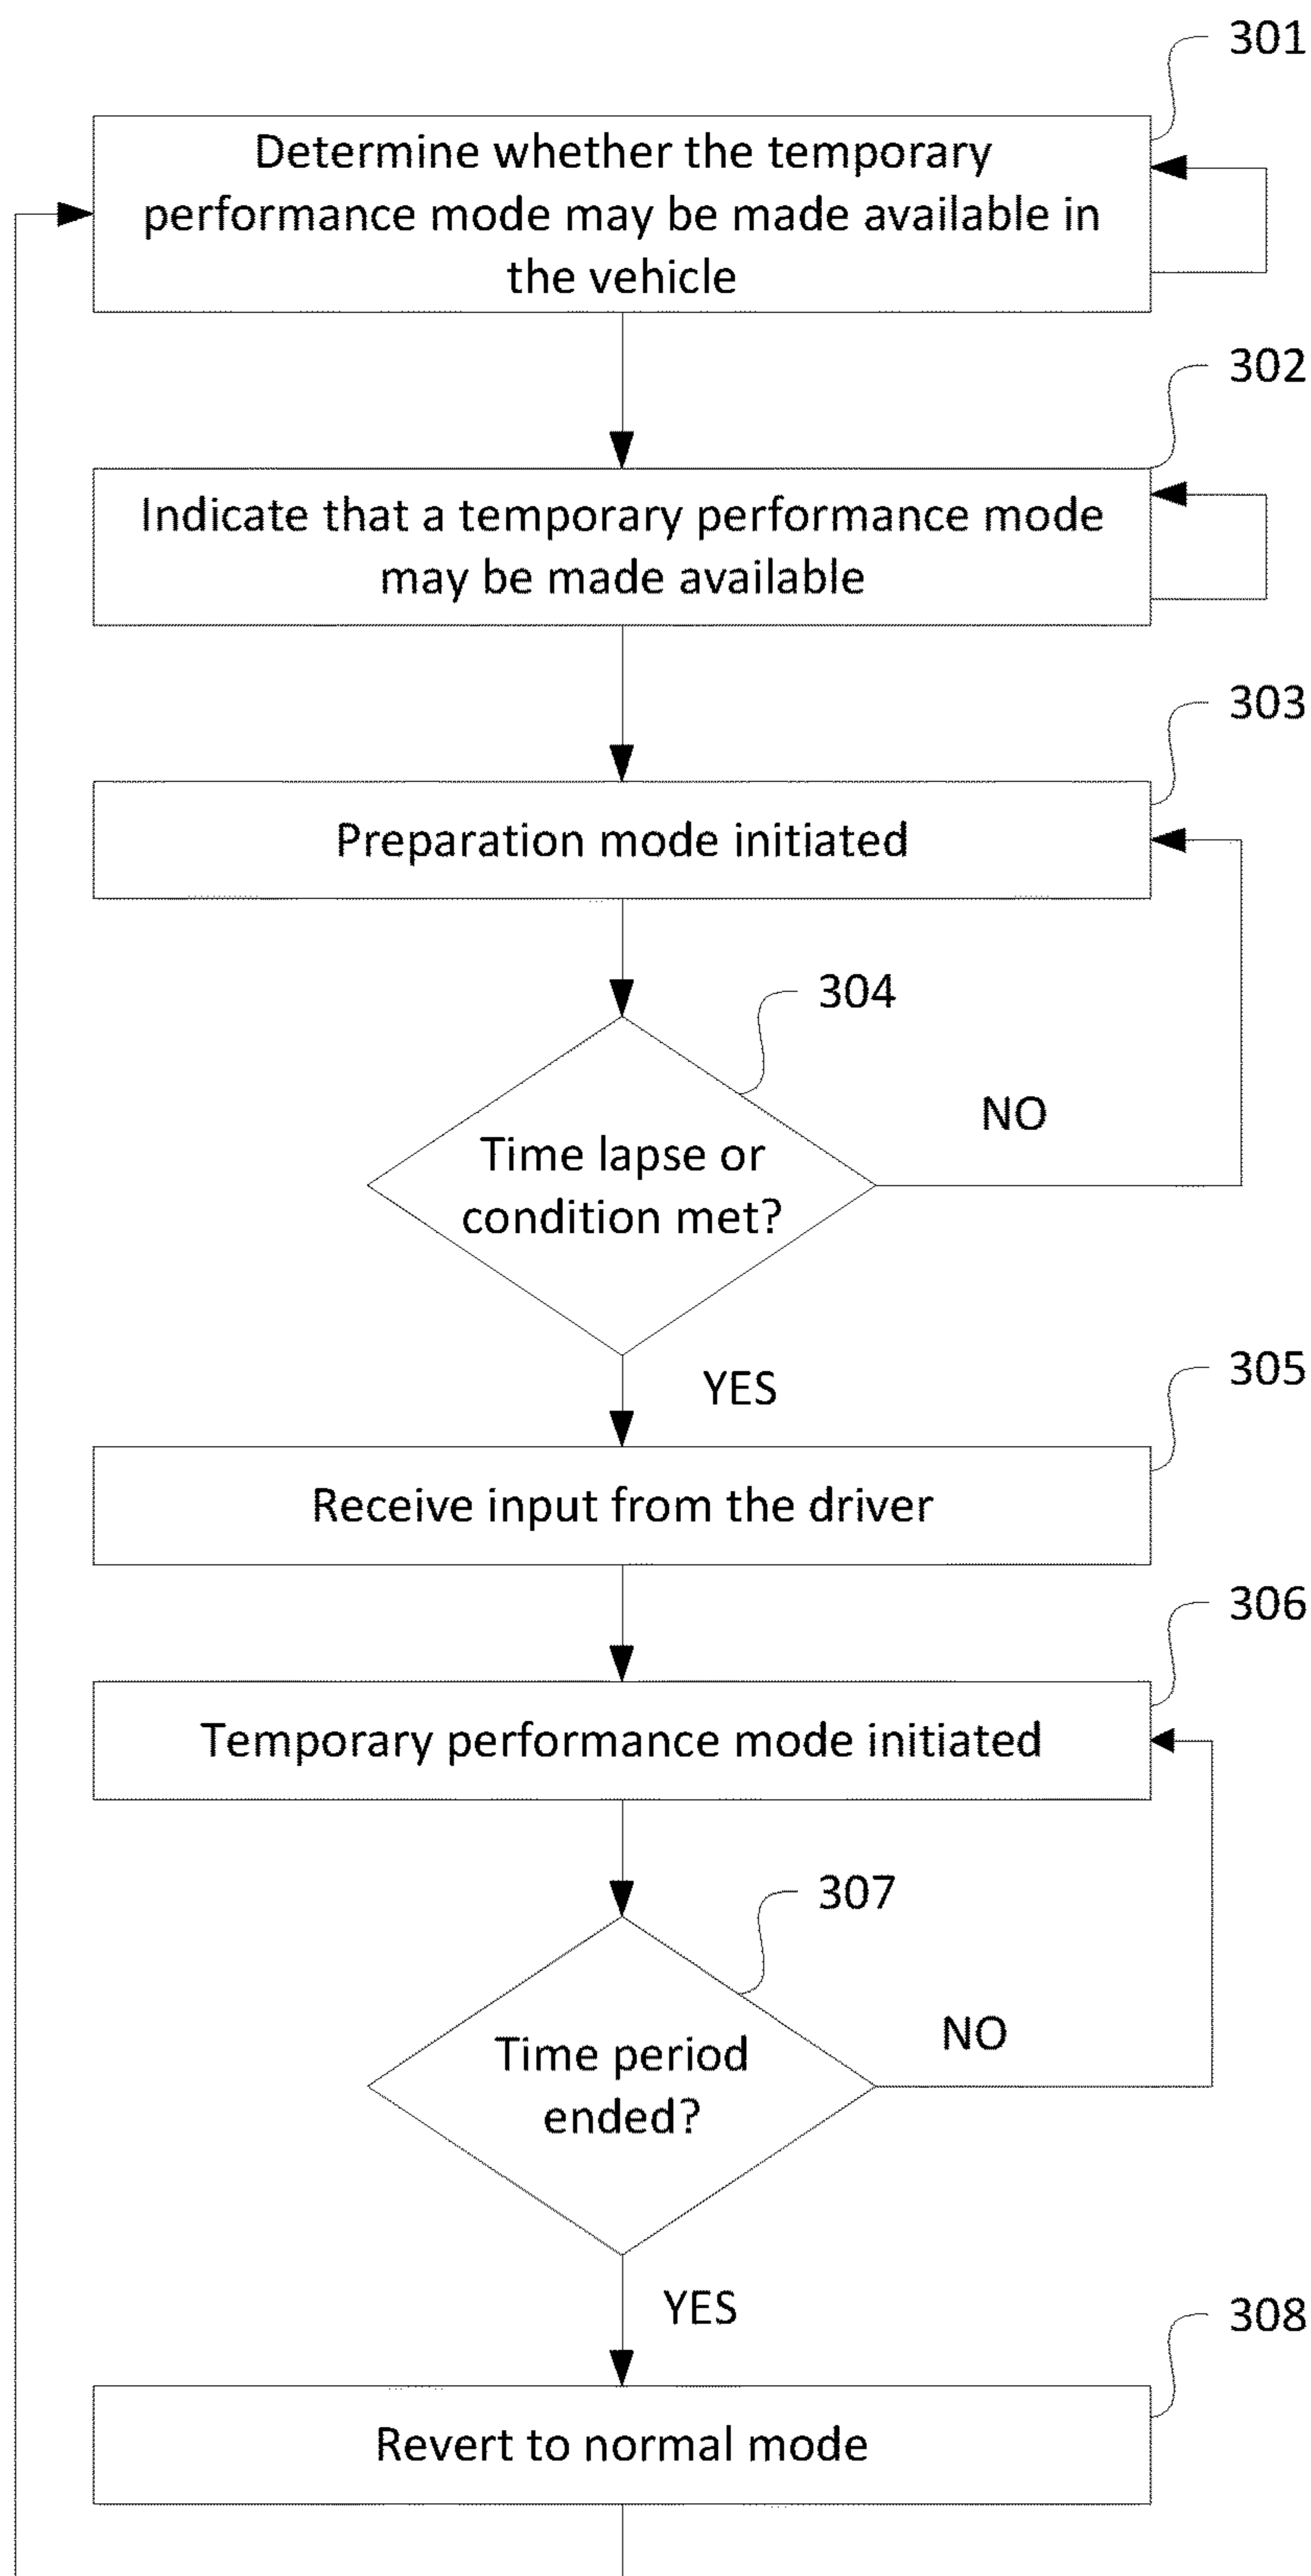 301
Determine whether the temporary
performance mode may be made available in
the vehicle
302
Indicate that a temporary performance mode
may be made available
303
Preparation mode initiated
304
NO
Time lapse or
condition met?
YES
305
Receive input from the driver
306
Temporary performance mode initiated
307
NO
Time period
ended?
YES
308
Revert to normal mode